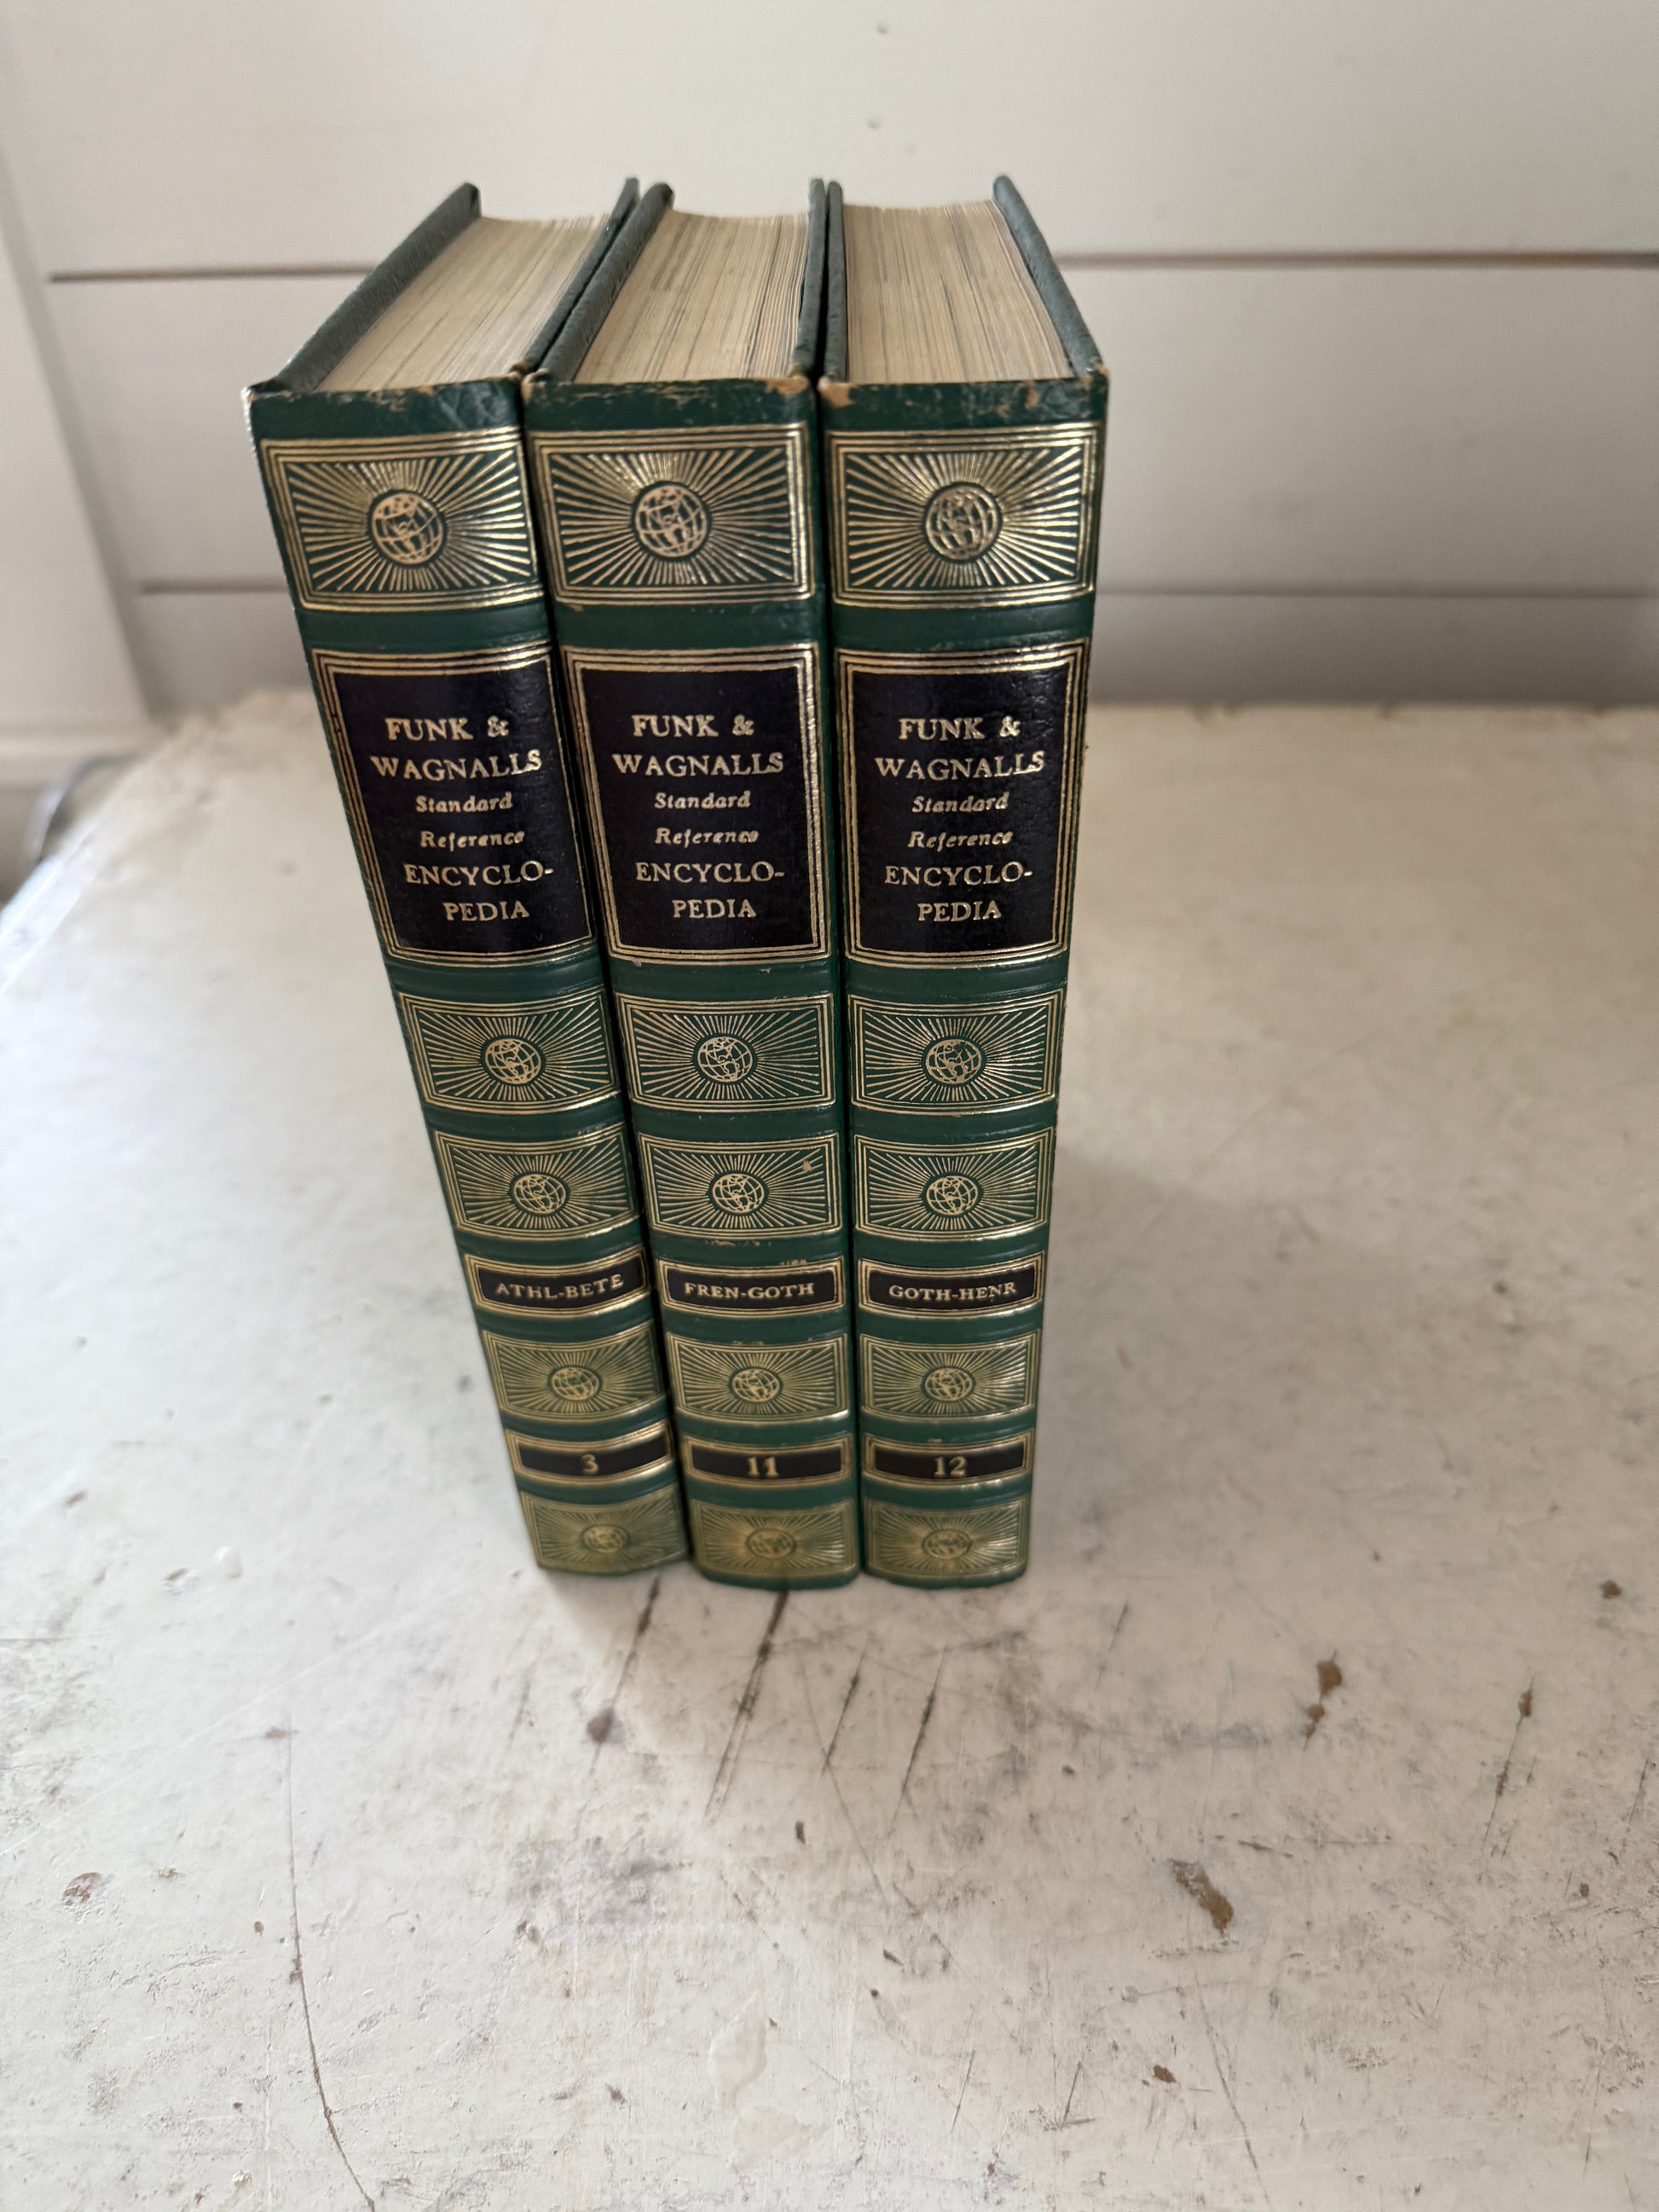 FUNK &
WAGNALLS
Standard
Reference
ENCYCLO-
PEDIA
ATHL-BETE
3
FUNK &
WAGNALLS
Standard
Reference
ENCYCLO-
PEDIA
FREN-GOTH
11
FUNK &
WAGNALLS
Standard
Reference
ENCYCLO-
PEDIA
GOTH-HENR
12